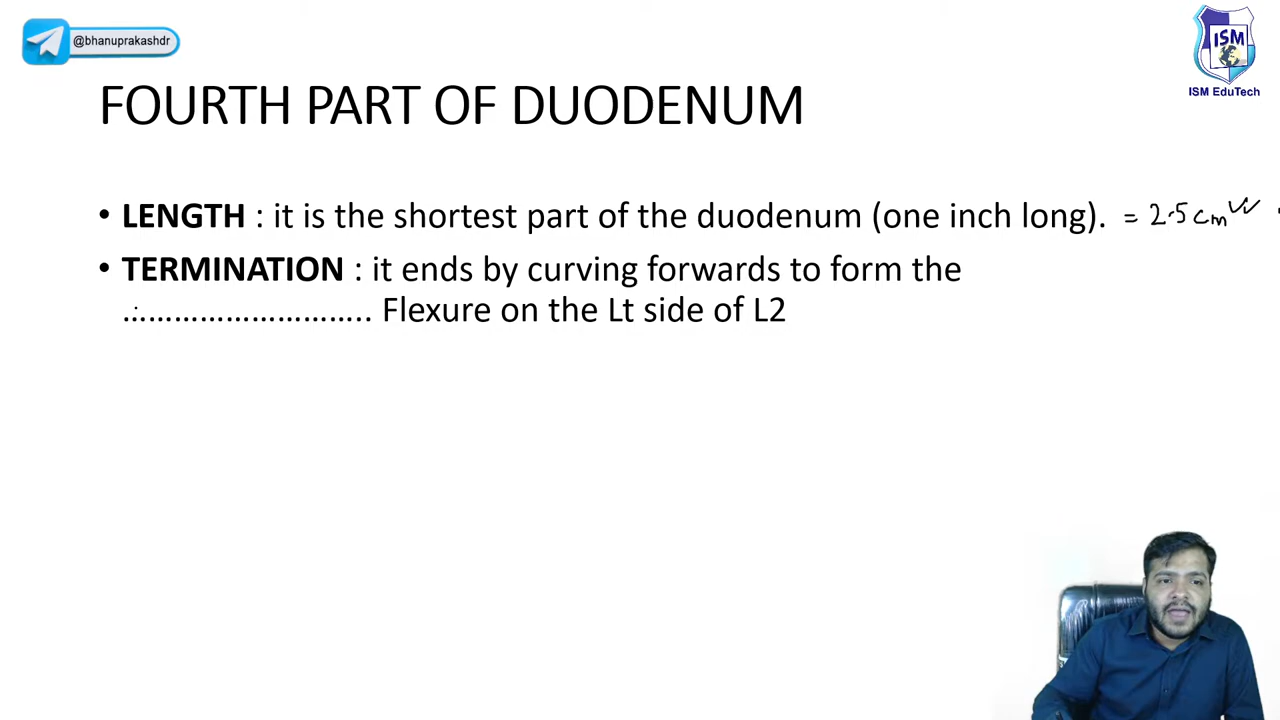 @bhanuprakashdr
ISM
ISM EduTech
FOURTH PART OF DUODENUM
• LENGTH : it is the shortest part of the duodenum (one inch long). = 2.5 cm
• TERMINATION : it ends by curving forwards to form the
............................ Flexure on the Lt side of L2